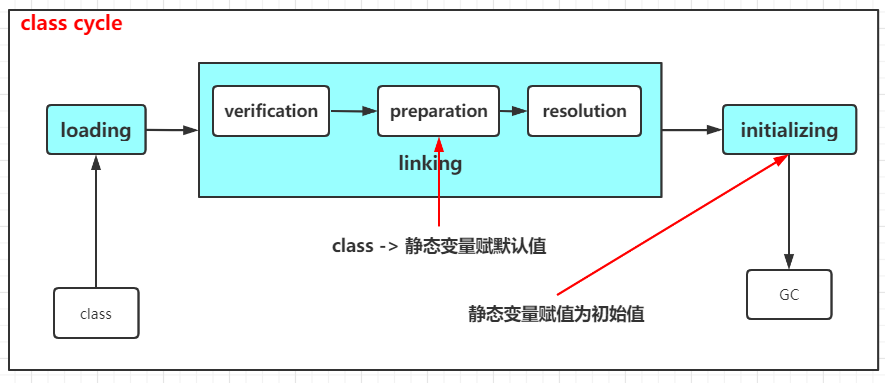 class cycle
verification
preparation
resolution
loading
initializing
linking
class -> 静态变量赋默认值
静态变量赋值为初始值
class
GC